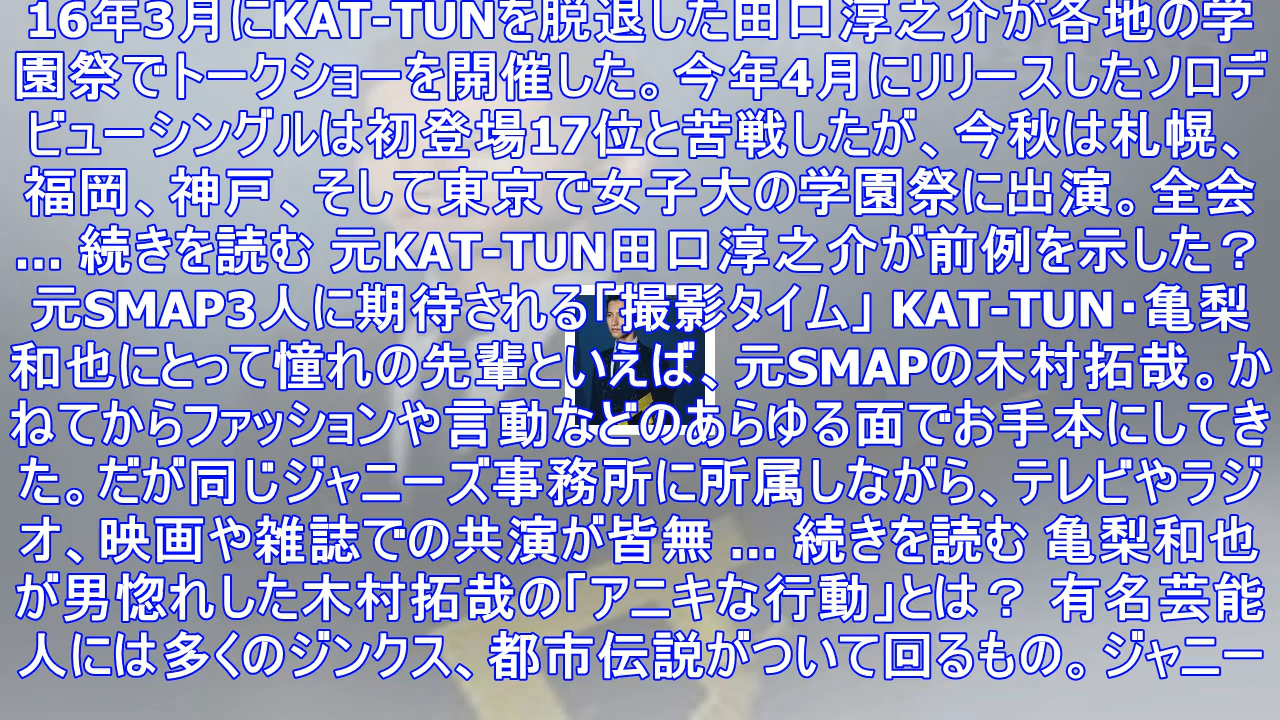 16年3月にKAT-TUNを脱退した田口淳之介が各地の学
園祭でトークショーを開催した。今年4月にリリースしたソロデ
ビューシングルは初登場17位と苦戦したが、今秋は札幌、
福岡、神戸、そして東京で女子大の学園祭に出演。全会
... 続きを読む 元KAT-TUN田口淳之介が前例を示した？
元SMAP3人に期待される「撮影タイム」 KAT-TUN・亀梨
和也にとって憧れの先輩といえば、元SMAPの木村拓哉。か
ねてからファッションや言動などのあらゆる面でお手本にしてき
た。だが同じジャニーズ事務所に所属しながら、テレビやラジ
オ、映画や雑誌での共演が皆無 ... 続きを読む 亀梨和也
が男惚れした木村拓哉の「アニキな行動」とは？ 有名芸能
人には多くのジンクス、都市伝説がついて回るもの。ジャニー